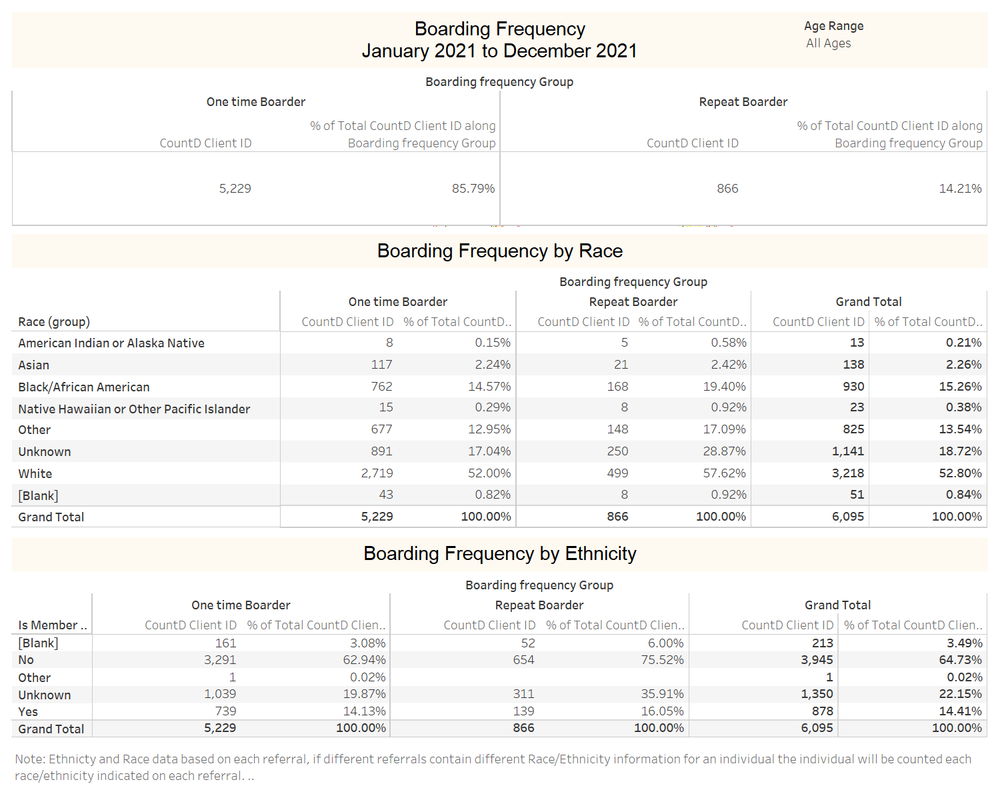 Boarding Frequency
January 2021 to December 2021
Age Range
All Ages
Boarding frequency Group
One time Boarder Repeat Boarder
% of Total CountD Client ID along % of Total CountD Client ID along
CountD Client ID Boarding frequency Group CountD Client ID Boarding frequency Group
5,229 85.79% 866 14.21%
Boarding Frequency by Race
Boarding frequency Group
One time Boarder Repeat Boarder Grand Total
Race (group) CountD Client ID % of Total CountD.. CountD Client ID % of Total CountD.. CountD Client ID % of Total CountD..
American Indian or Alaska Native 8 0.15% 5 0.58% 13 0.21%
Asian 117 2.24% 21 2.42% 138 2.26%
Black/African American 762 14.57% 168 19.40% 930 15.26%
Native Hawaiian or Other Pacific Islander 15 0.29% 8 0.92% 23 0.38%
Other 677 12.95% 148 17.09% 825 13.54%
Unknown 891 17.04% 250 28.87% 1,141 18.72%
White 2,719 52.00% 499 57.62% 3,218 52.80%
[Blank] 43 0.82% 8 0.92% 51 0.84%
Grand Total 5,229 100.00% 866 100.00% 6,095 100.00%
Boarding Frequency by Ethnicity
Boarding frequency Group
One time Boarder Repeat Boarder Grand Total
Is Member .. CountD Client ID % of Total CountD Clien.. CountD Client ID % of Total CountD Clien.. CountD Client ID % of Total CountD Clien..
[Blank] 161 3.08% 52 6.00% 213 3.49%
No 3,291 62.94% 654 75.52% 3,945 64.73%
Other 1 0.02% 1 0.02%
Unknown 1,039 19.87% 311 35.91% 1,350 22.15%
Yes 739 14.13% 139 16.05% 878 14.41%
Grand Total 5,229 100.00% 866 100.00% 6,095 100.00%
Note: Ethnicty and Race data based on each referral, if different referrals contain different Race/Ethnicity information for an individual the individual will be counted each
race/ethnicity indicated on each referral. ..